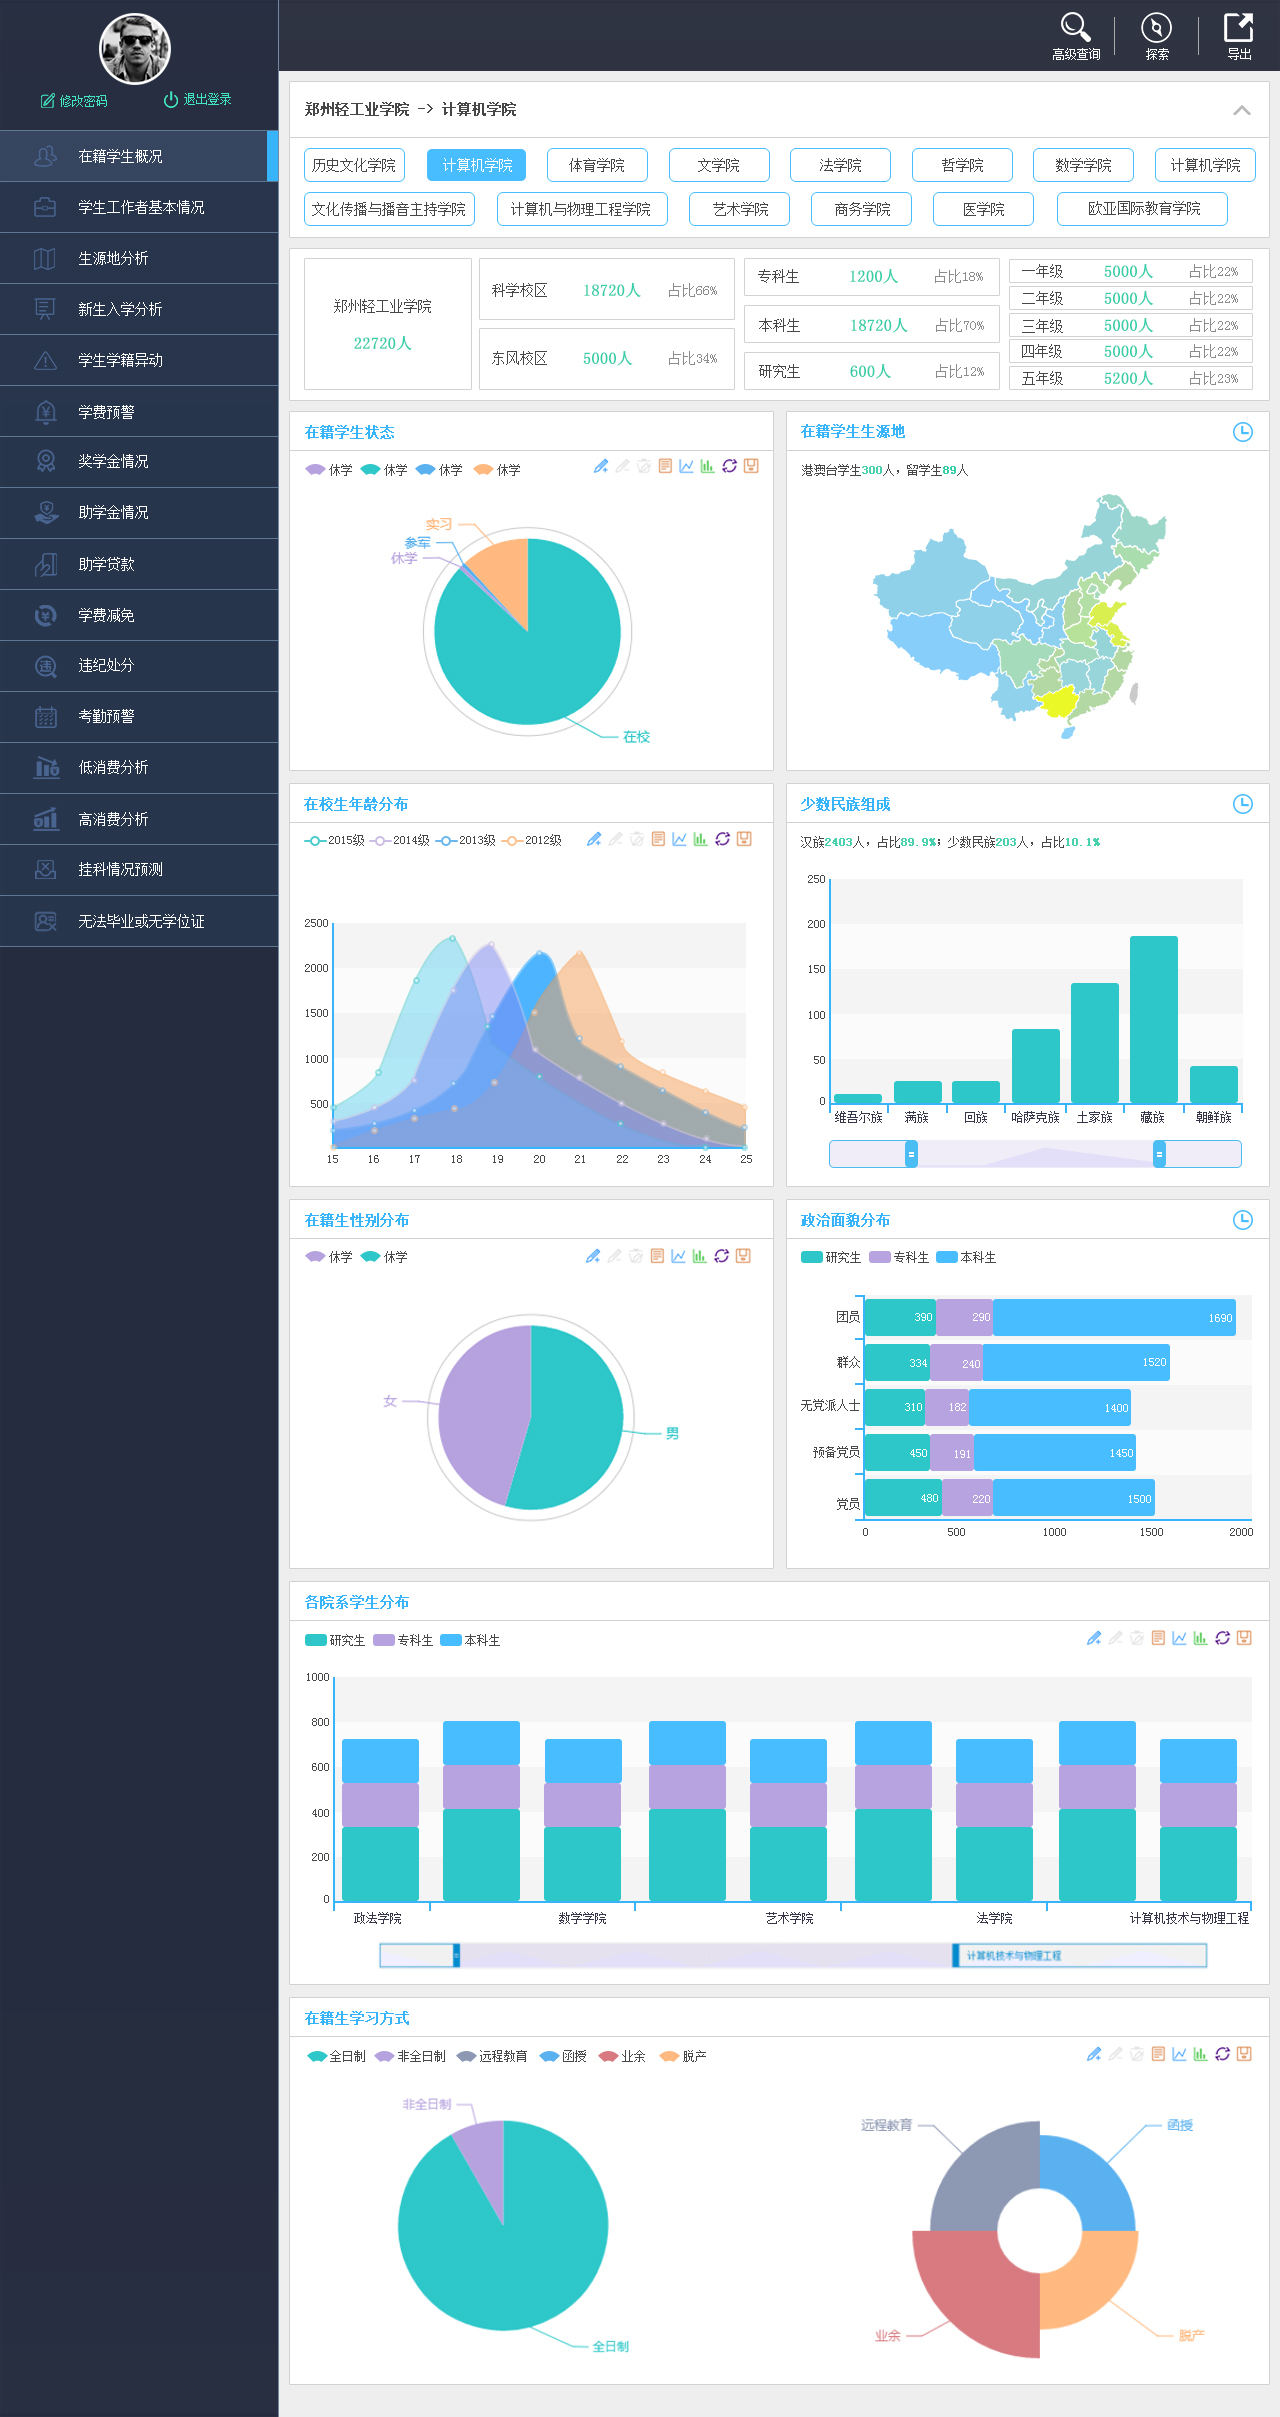 高级查询 探索 导出
修改密码 退出登录
在籍学生概况
学生工作者基本情况
生源地分析
新生入学分析
学生学籍异动
学费预警
奖学金情况
助学金情况
助学贷款
学费减免
违纪处分
考勤预警
低消费分析
高消费分析
挂科情况预测
无法毕业或无学位证
郑州轻工业学院 -> 计算机学院
历史文化学院 计算机学院 体育学院 文学院 法学院 哲学院 数学学院 计算机学院
文化传播与播音主持学院 计算机与物理工程学院 艺术学院 商务学院 医学院 欧亚国际教育学院
郑州轻工业学院
22720人
科学校区 18720人 占比66%
东风校区 5000人 占比34%
专科生 1200人 占比18%
本科生 18720人 占比70%
研究生 600人 占比12%
一年级 5000人 占比22%
二年级 5000人 占比22%
三年级 5000人 占比22%
四年级 5000人 占比22%
五年级 5200人 占比23%
在籍学生状态
休学 休学 休学 休学
实习
参军
休学
在校
在籍学生生源地
港澳台学生300人，留学生89人
在校生年龄分布
2015级 2014级 2013级 2012级
2500
2000
1500
1000
500
15 16 17 18 19 20 21 22 23 24 25
少数民族组成
汉族2403人，占比89.9%；少数民族203人，占比10.1%
250
200
150
100
50
0
维吾尔族 满族 回族 哈萨克族 土家族 藏族 朝鲜族
在籍生性别分布
休学 休学
女
男
政治面貌分布
研究生 专科生 本科生
团员 390 290 1690
群众 334 240 1520
无党派人士 310 182 1400
预备党员 450 191 1450
党员 480 220 1500
0 500 1000 1500 2000
各院系学生分布
研究生 专科生 本科生
1000
800
600
400
200
0
政法学院 数学学院 艺术学院 法学院 计算机技术与物理工程
计算机技术与物理工程
在籍生学习方式
全日制 非全日制 远程教育 函授 业余 脱产
非全日制
全日制
远程教育
函授
业余
脱产